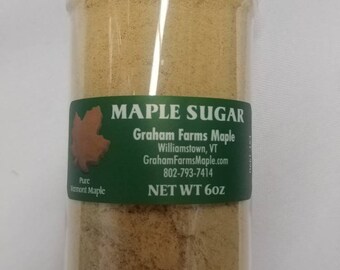 MAPLE SUGAR
Graham Farms Maple
Williamstown, VT
GrahamFarmsMaple.com
802-793-7414
NET WT 6oz
Pure
Vermont Maple